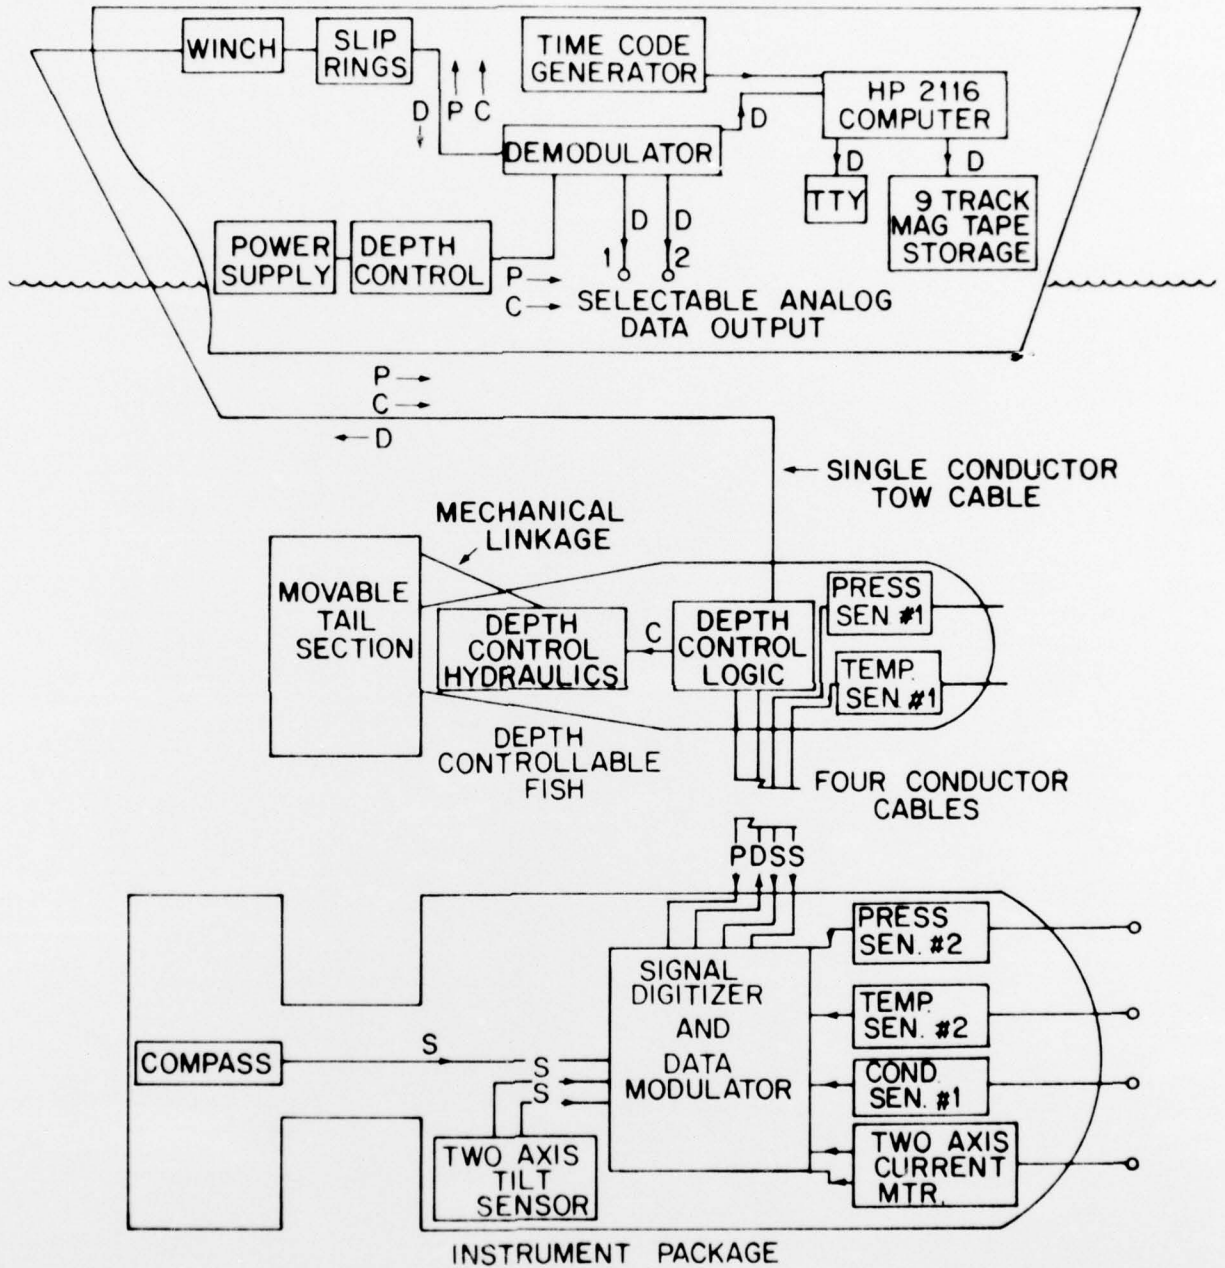 WINCH
SLIP
RINGS
TIME CODE
GENERATOR
HP 2116
COMPUTER
D
P
C
D
DEMODULATOR
D
D
TTY
9 TRACK
MAG TAPE
STORAGE
POWER
SUPPLY
DEPTH
CONTROL
D
D
1
2
P
C
SELECTABLE ANALOG
DATA OUTPUT
P
C
D
SINGLE CONDUCTOR
TOW CABLE
MECHANICAL
LINKAGE
MOVABLE
TAIL
SECTION
DEPTH
CONTROL
HYDRAULICS
C
DEPTH
CONTROL
LOGIC
PRESS
SEN #1
TEMP.
SEN. #1
DEPTH
CONTROLLABLE
FISH
FOUR CONDUCTOR
CABLES
PDSS
PRESS
SEN. #2
SIGNAL
DIGITIZER
AND
DATA
MODULATOR
TEMP.
SEN. #2
COMPASS
S
S
S
COND.
SEN. #1
TWO AXIS
TILT
SENSOR
TWO AXIS
CURRENT
MTR.
INSTRUMENT PACKAGE